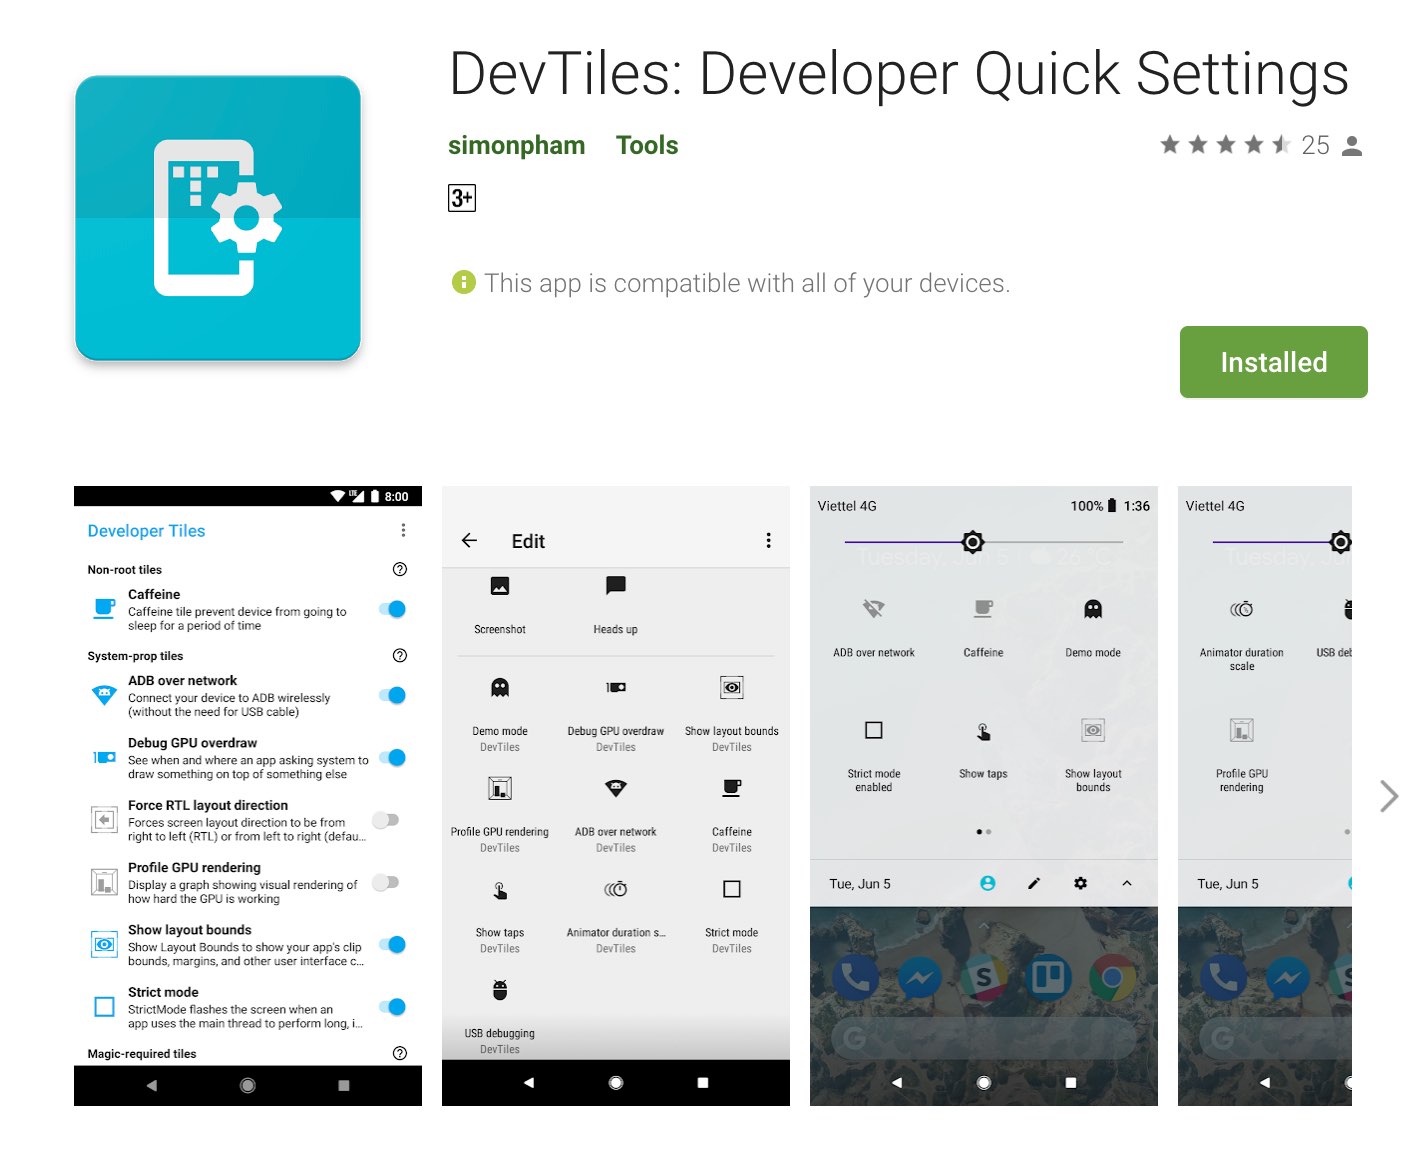 DevTiles: Developer Quick Settings
simonpham Tools
25
3+
This app is compatible with all of your devices.
Installed
LTE 8:00
Developer Tiles
Non-root tiles
Caffeine
Caffeine tile prevent device from going to
sleep for a period of time
System-prop tiles
ADB over network
Connect your device to ADB wirelessly
(without the need for USB cable)
Debug GPU overdraw
See when and where an app asking system to
draw something on top of something else
Force RTL layout direction
Forces screen layout direction to be from
right to left (RTL) or from left to right (defau...
Profile GPU rendering
Display a graph showing visual rendering of
how hard the GPU is working
Show layout bounds
Show Layout Bounds to show your app's clip
bounds, margins, and other user interface c...
Strict mode
StrictMode flashes the screen when an
app uses the main thread to perform long, i...
Magic-required tiles
Edit
Screenshot Heads up
Demo mode Debug GPU overdraw Show layout bounds
DevTiles DevTiles DevTiles
Profile GPU rendering ADB over network Caffeine
DevTiles DevTiles DevTiles
Show taps Animator duration s... Strict mode
DevTiles DevTiles DevTiles
USB debugging
DevTiles
Viettel 4G 100% 1:36
Tuesday, Jun 5 26 °C
ADB over network Caffeine Demo mode
Strict mode Show taps Show layout
enabled bounds
Tue, Jun 5
G
Viettel 4G
Tuesday, Jun 5
Animator duration USB deb
scale
Profile GPU
rendering
Tue, Jun 5
G